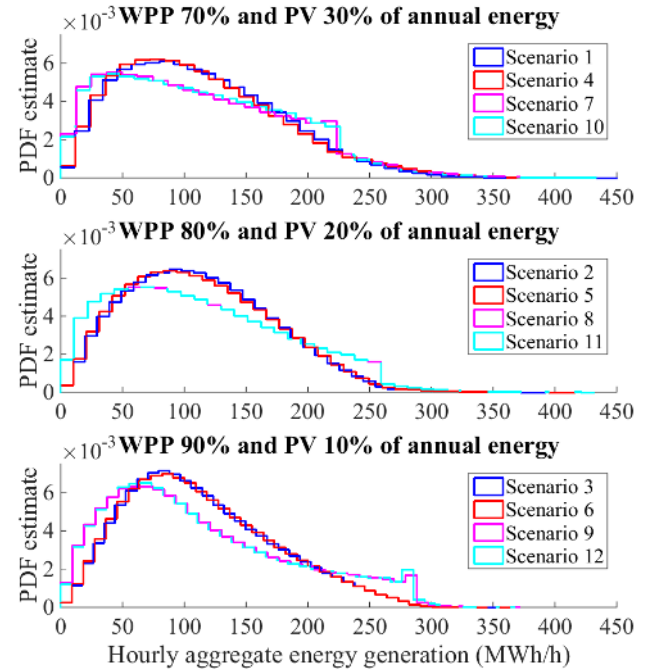 ×10⁻³ WPP 70% and PV 30% of annual energy
PDF estimate
6
4
2
0
0 50 100 150 200 250 300 350 400 450
Scenario 1
Scenario 4
Scenario 7
Scenario 10
×10⁻³ WPP 80% and PV 20% of annual energy
PDF estimate
6
4
2
0
0 50 100 150 200 250 300 350 400 450
Scenario 2
Scenario 5
Scenario 8
Scenario 11
×10⁻³ WPP 90% and PV 10% of annual energy
PDF estimate
6
4
2
0
0 50 100 150 200 250 300 350 400 450
Scenario 3
Scenario 6
Scenario 9
Scenario 12
Hourly aggregate energy generation (MWh/h)